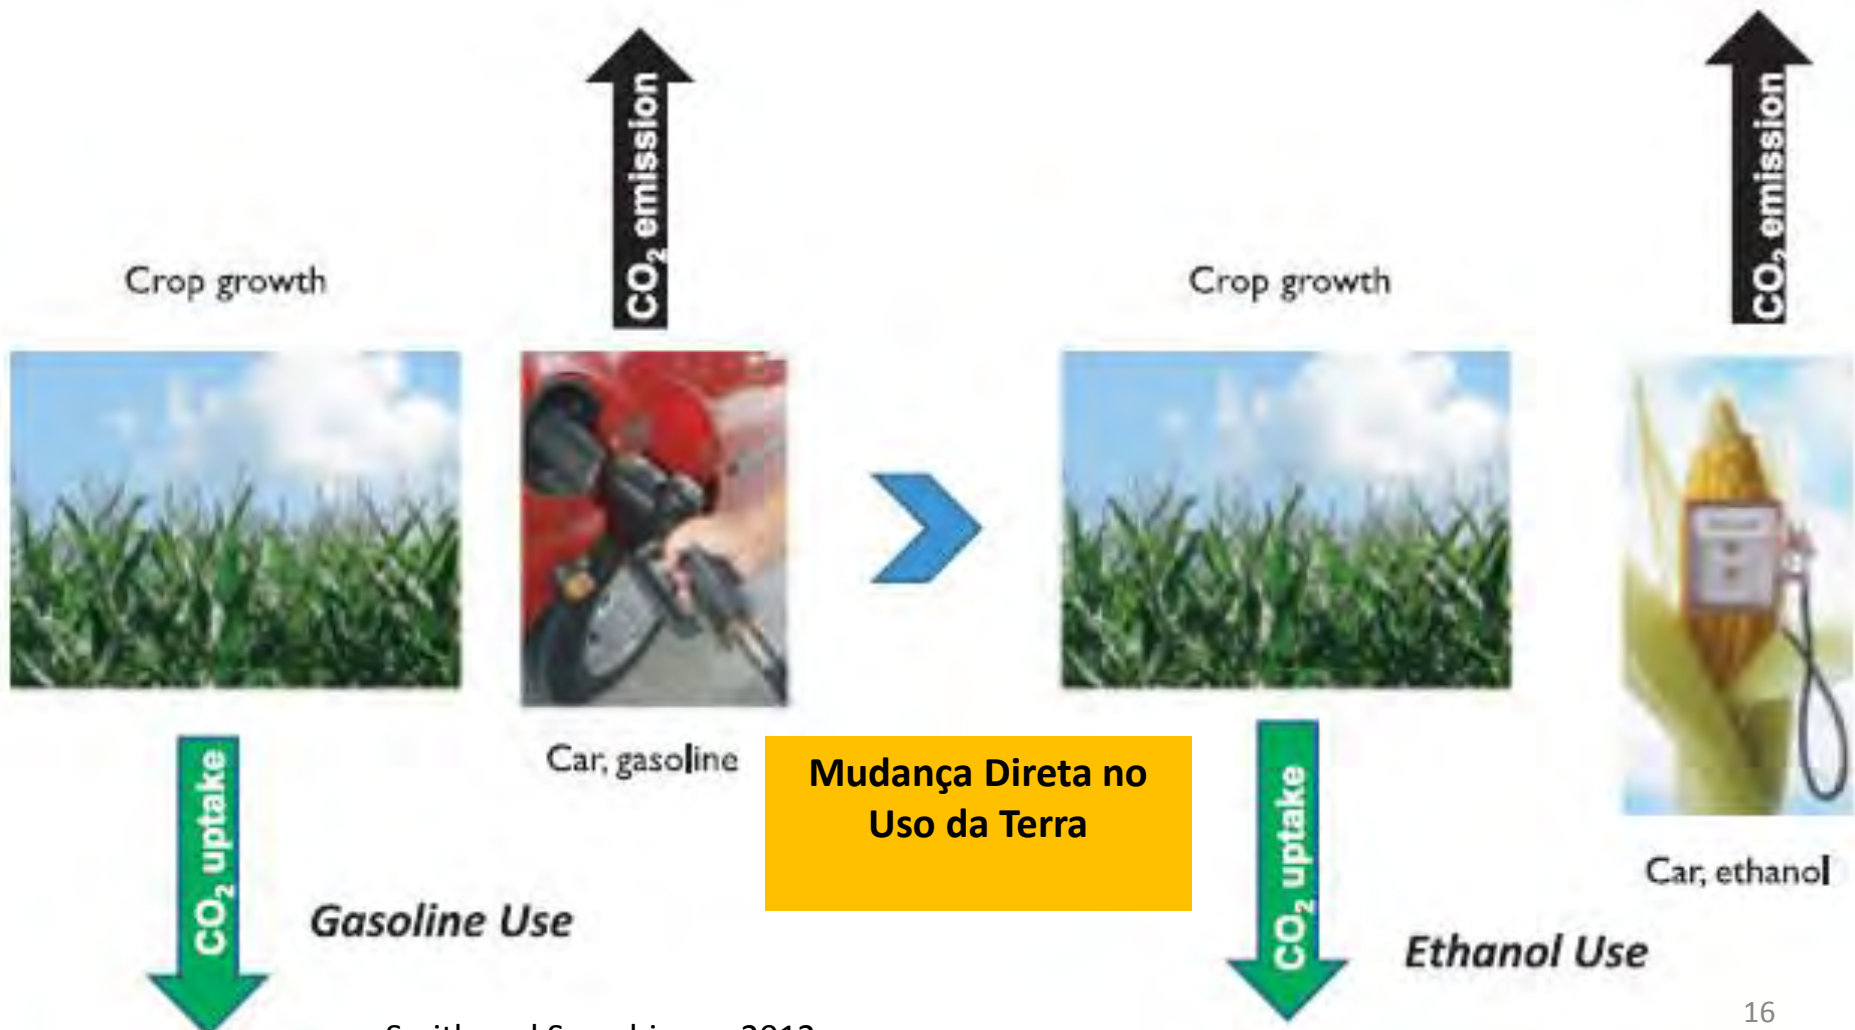 CO₂ emission
CO₂ emission
Crop growth
Crop growth
Car, gasoline
Mudança Direta no
Uso da Terra
CO₂ uptake
CO₂ uptake
Car, ethanol
Gasoline Use
Ethanol Use
16
2012